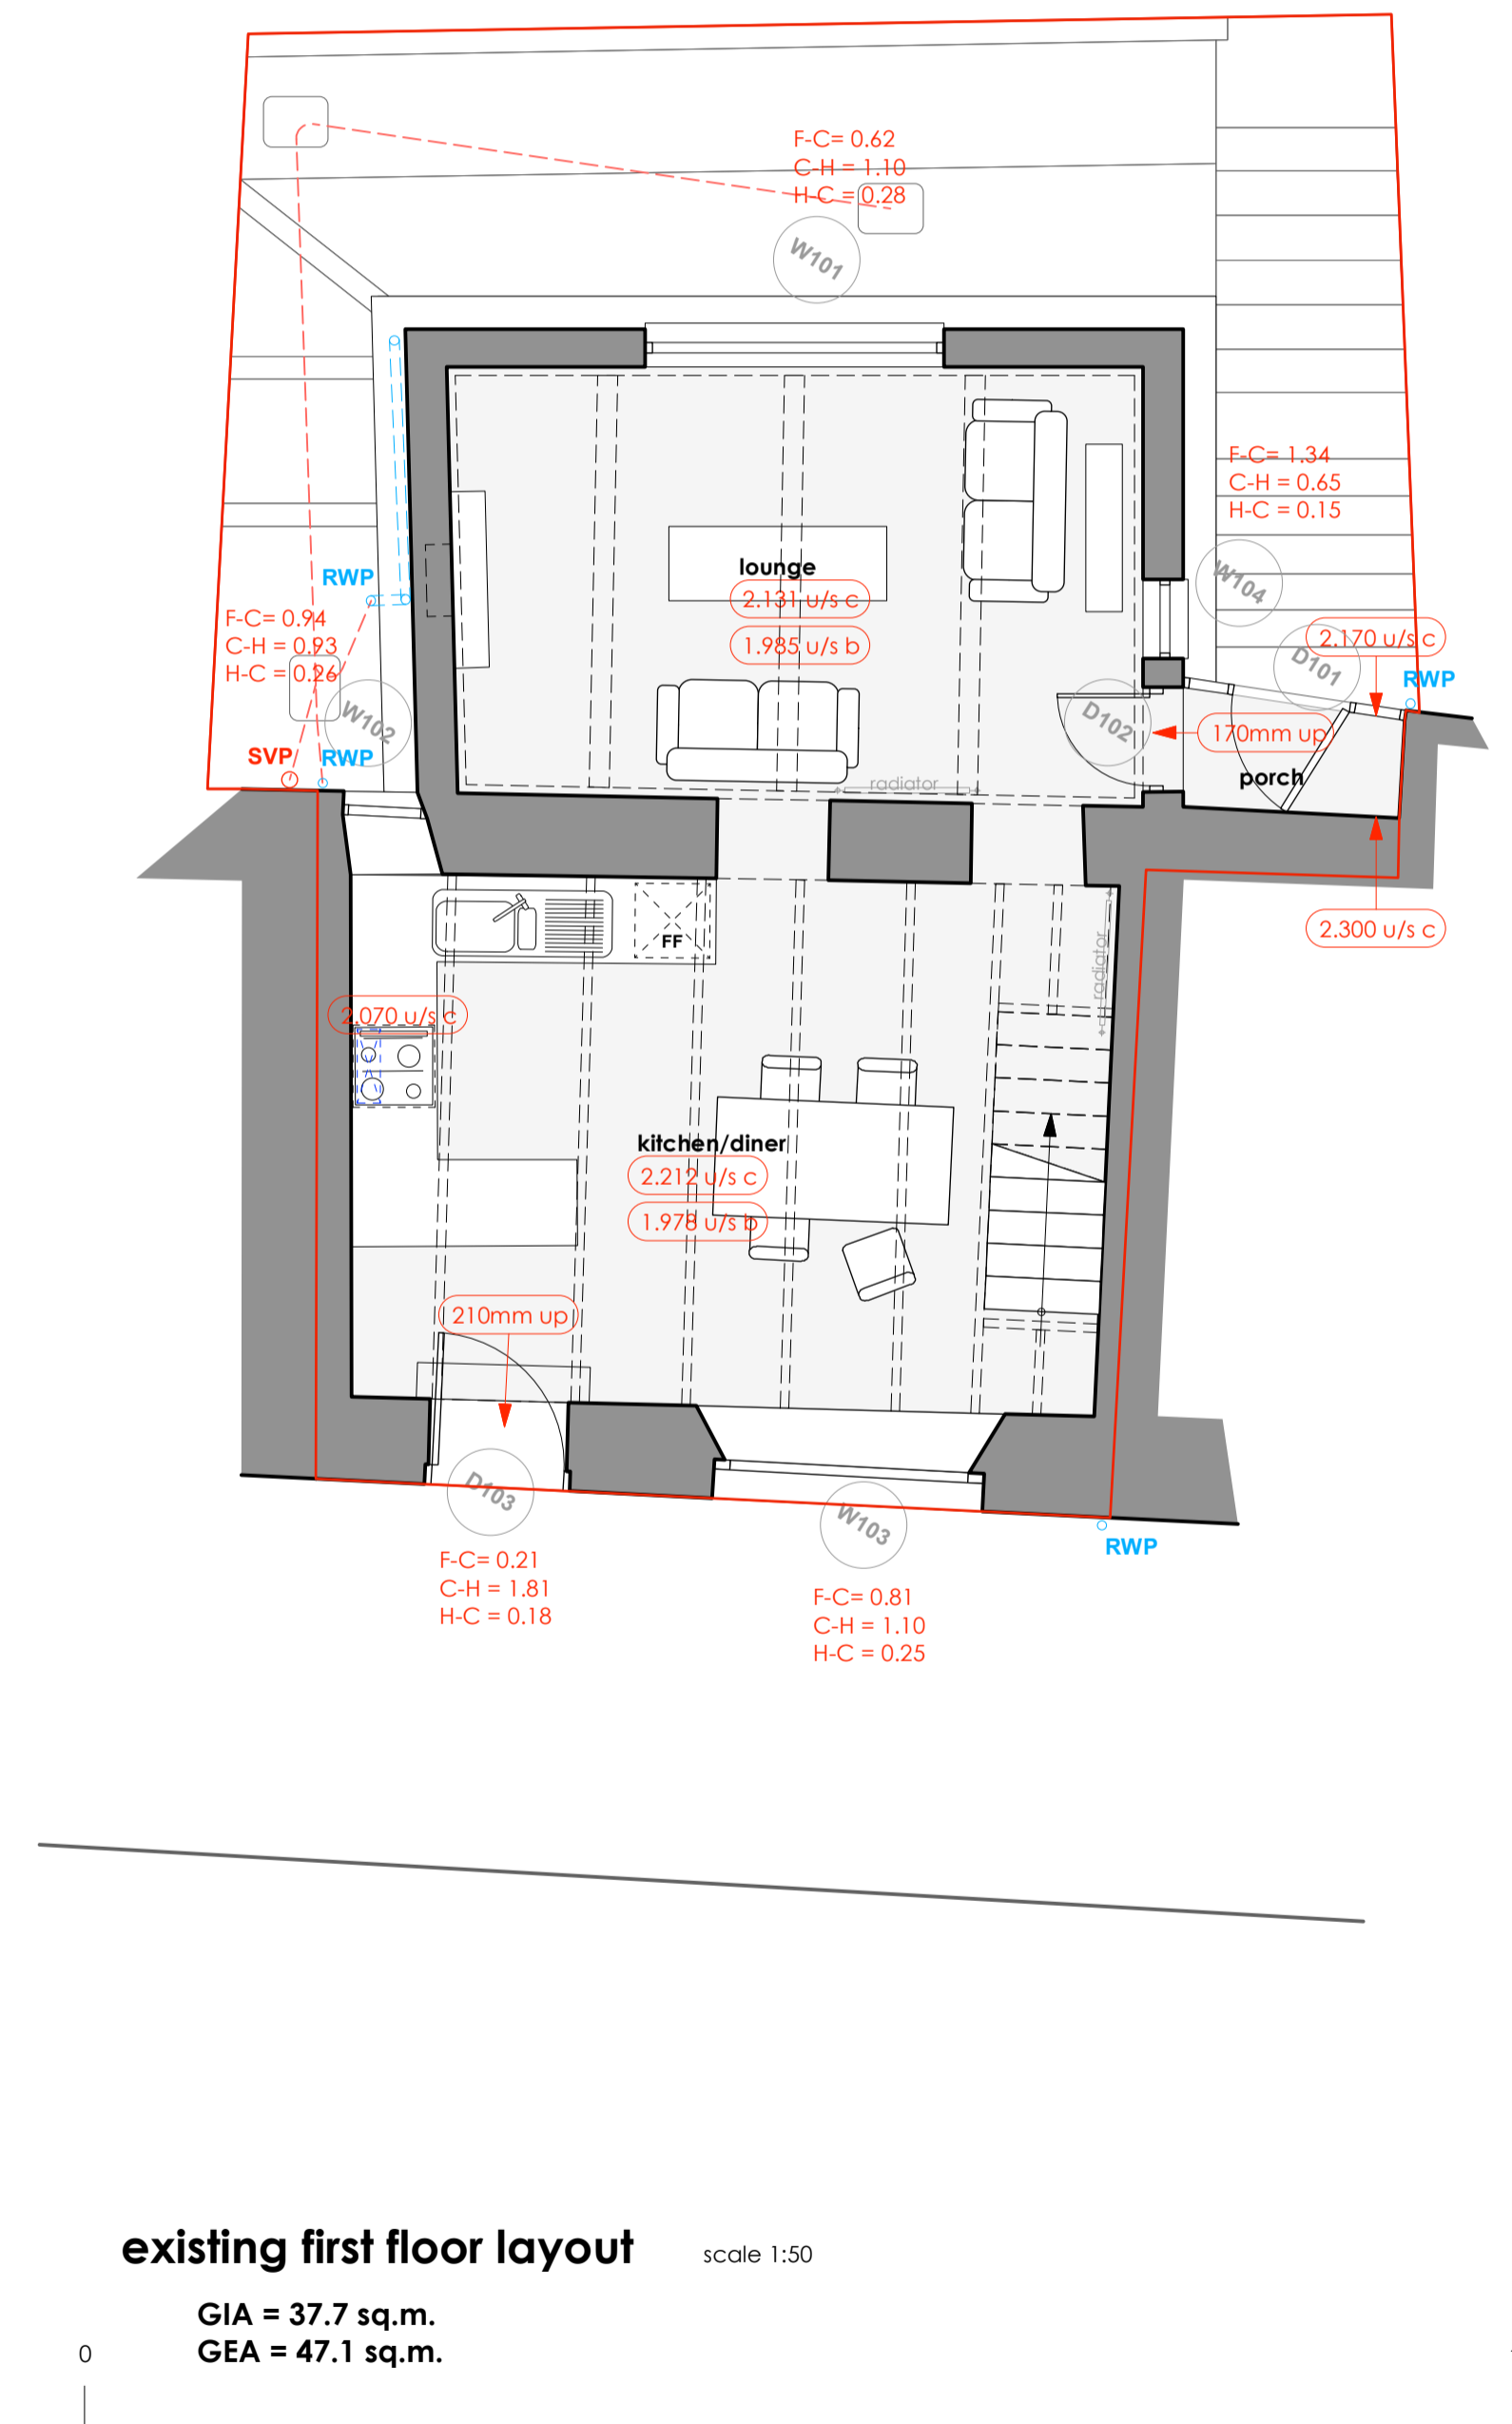 F-C= 0.62
C-H = 1.10
H-C = 0.28
W101
F-C= 1.34
C-H = 0.65
H-C = 0.15
W104
lounge
2.131 u/s c
1.985 u/s b
RWP
F-C= 0.94
C-H = 0.93
H-C = 0.26
W102
SVP
RWP
D101
2.170 u/s c
RWP
D102
170mm up
porch
radiator
2.300 u/s c
FF
radiator
2.070 u/s c
kitchen/diner
2.212 u/s c
1.978 u/s b
210mm up
D103
W103
RWP
F-C= 0.21
C-H = 1.81
H-C = 0.18
F-C= 0.81
C-H = 1.10
H-C = 0.25
existing first floor layout scale 1:50
GIA = 37.7 sq.m.
GEA = 47.1 sq.m.
0